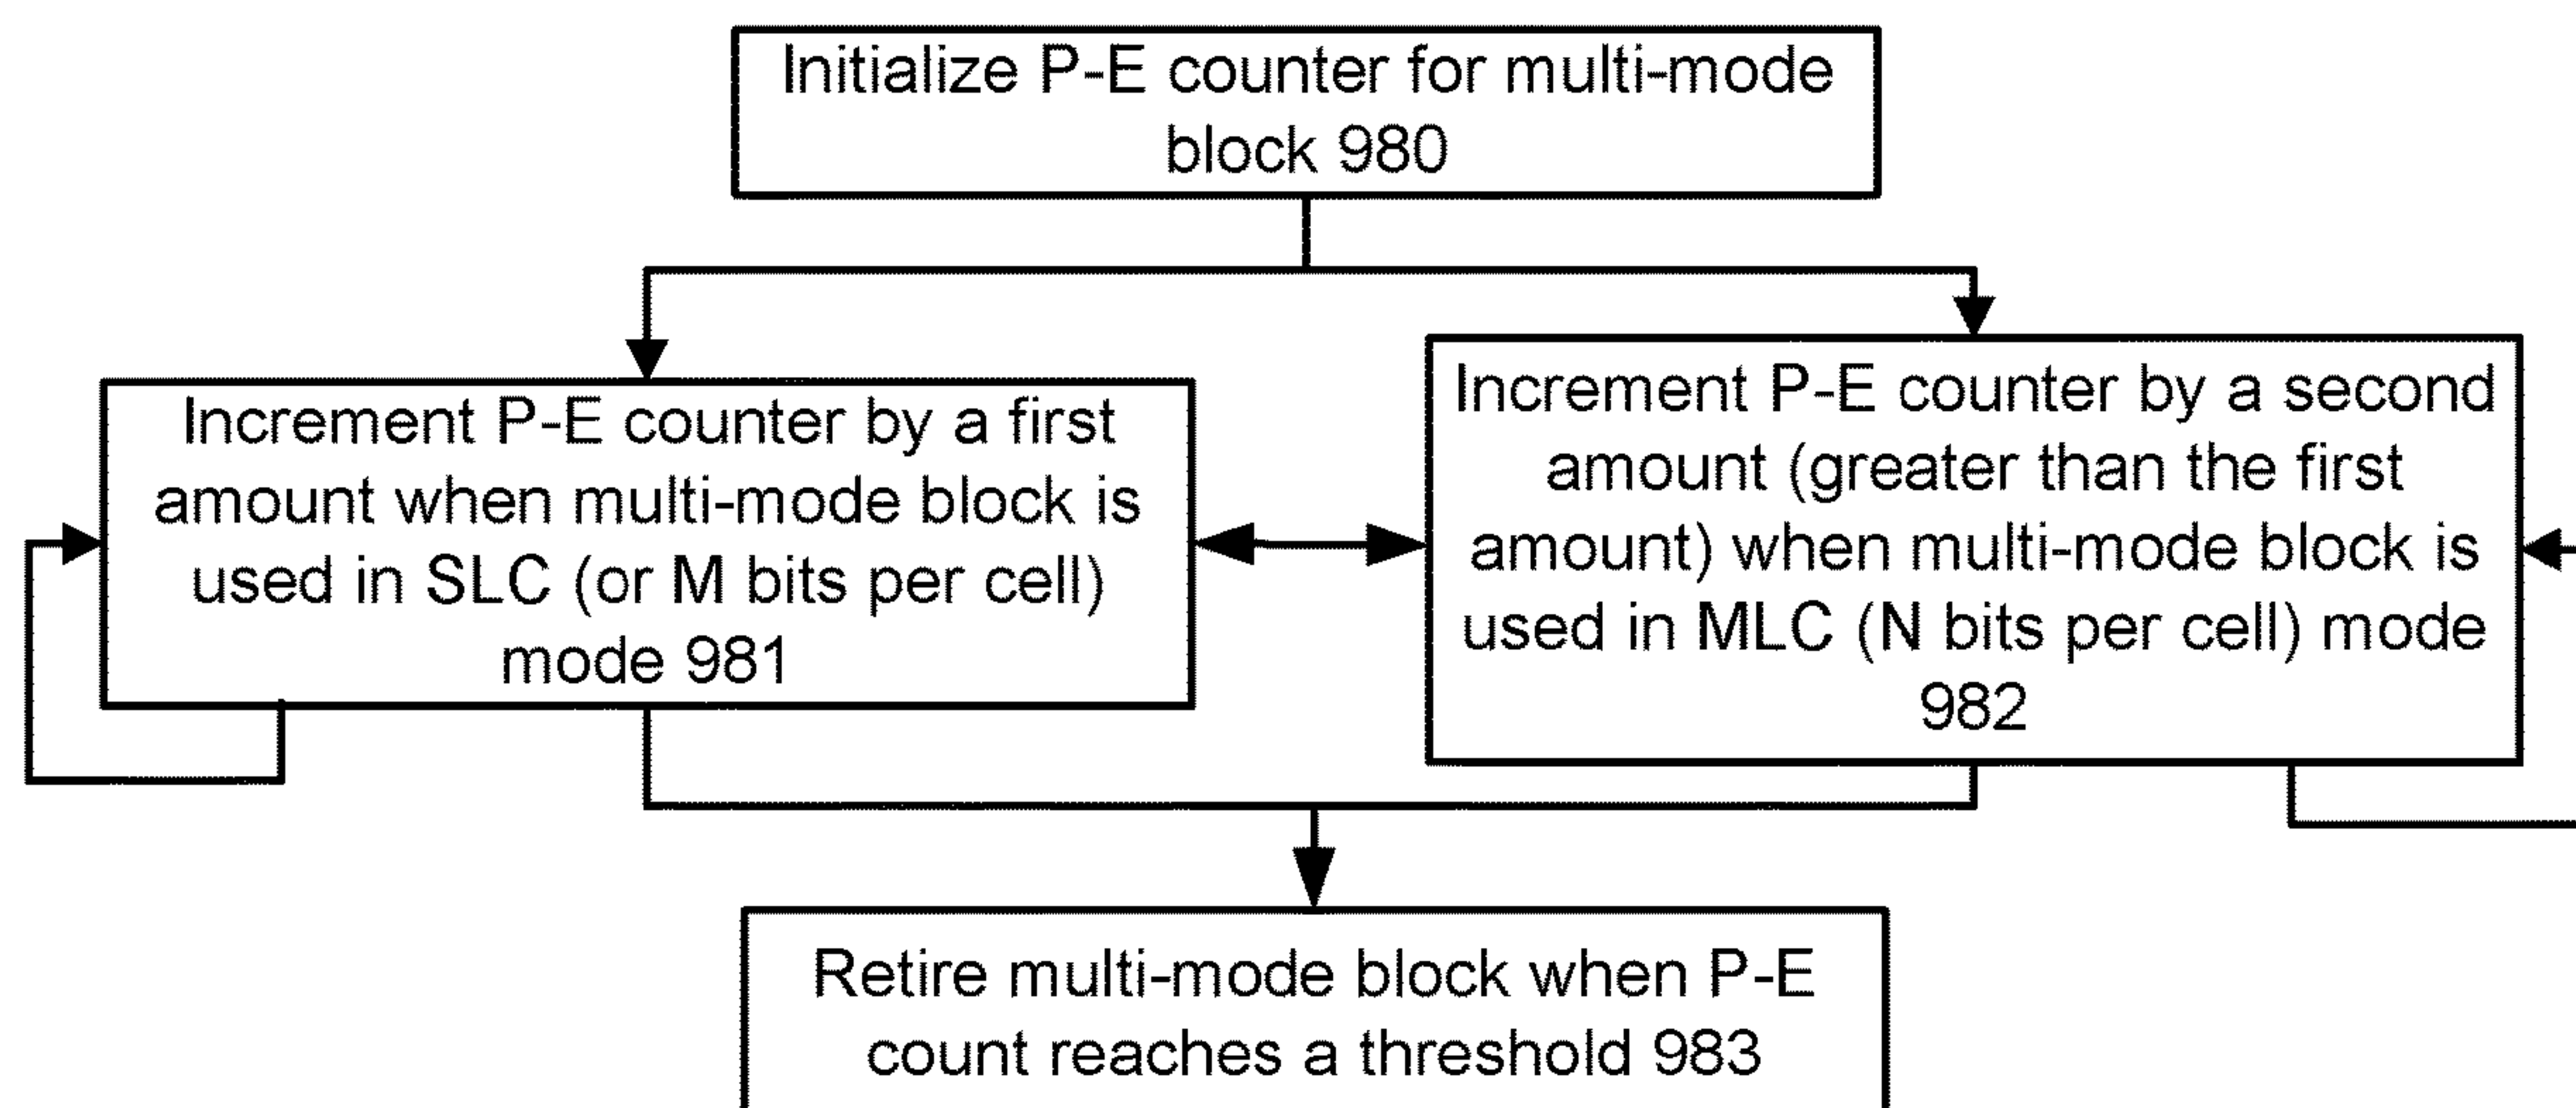 Initialize P-E counter for multi-mode
block 980
Increment P-E counter by a first
amount when multi-mode block is
used in SLC (or M bits per cell)
mode 981
Increment P-E counter by a second
amount (greater than the first
amount) when multi-mode block is
used in MLC (N bits per cell) mode
982
Retire multi-mode block when P-E
count reaches a threshold 983